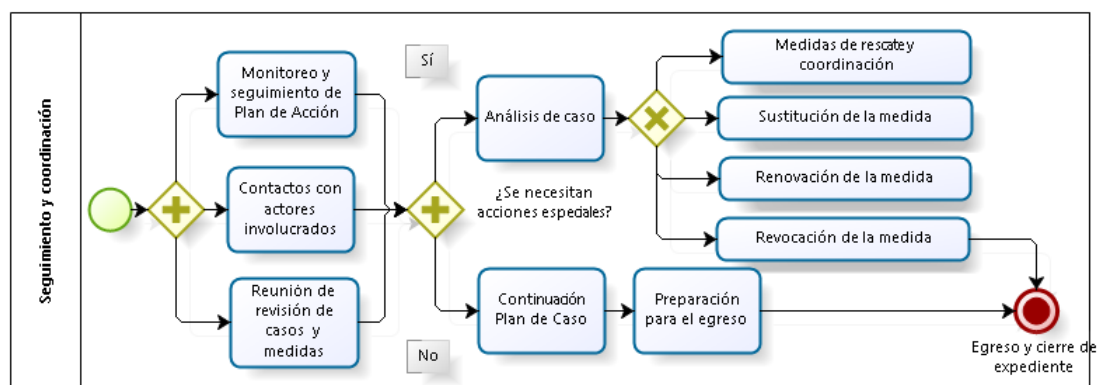 Seguimiento y coordinación
Monitoreo y
seguimiento de
Plan de Acción
Contactos con
actores
involucrados
Reunión de
revisión de
casos y
medidas
Sí
Análisis de caso
¿Se necesitan
acciones especiales?
Continuación
Plan de Caso
Preparación
para el egreso
No
Medidas de rescate y
coordinación
Sustitución de la medida
Renovación de la medida
Revocación de la medida
Egreso y cierre de
expediente